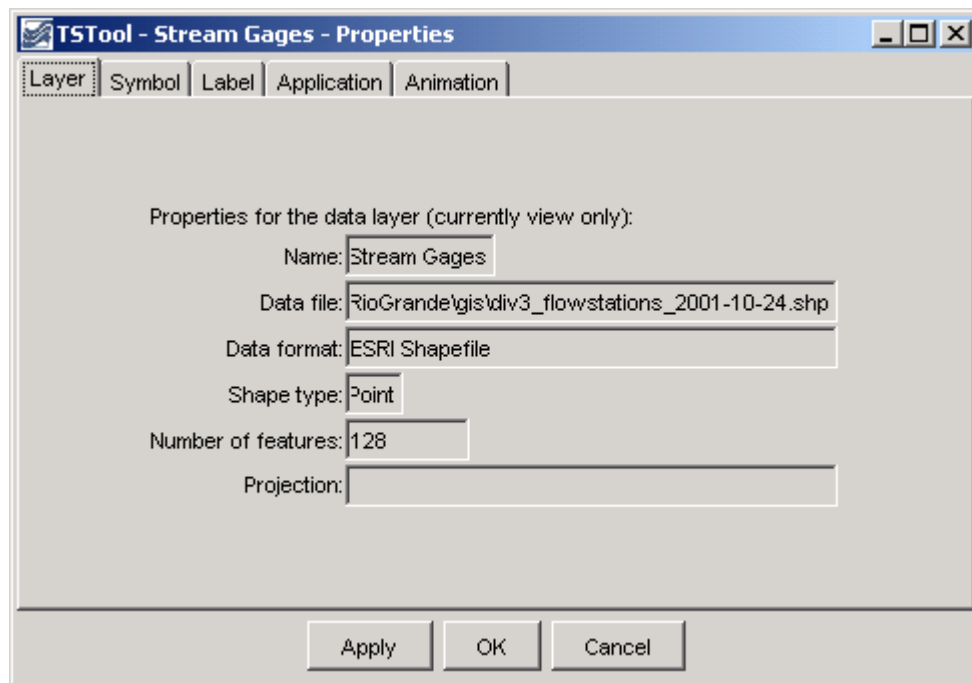 TSTool - Stream Gages - Properties
Layer Symbol Label Application Animation
Properties for the data layer (currently view only):
Name: Stream Gages
Data file: RioGrande\gis\div3_flowstations_2001-10-24.shp
Data format: ESRI Shapefile
Shape type: Point
Number of features: 128
Projection:
Apply OK Cancel